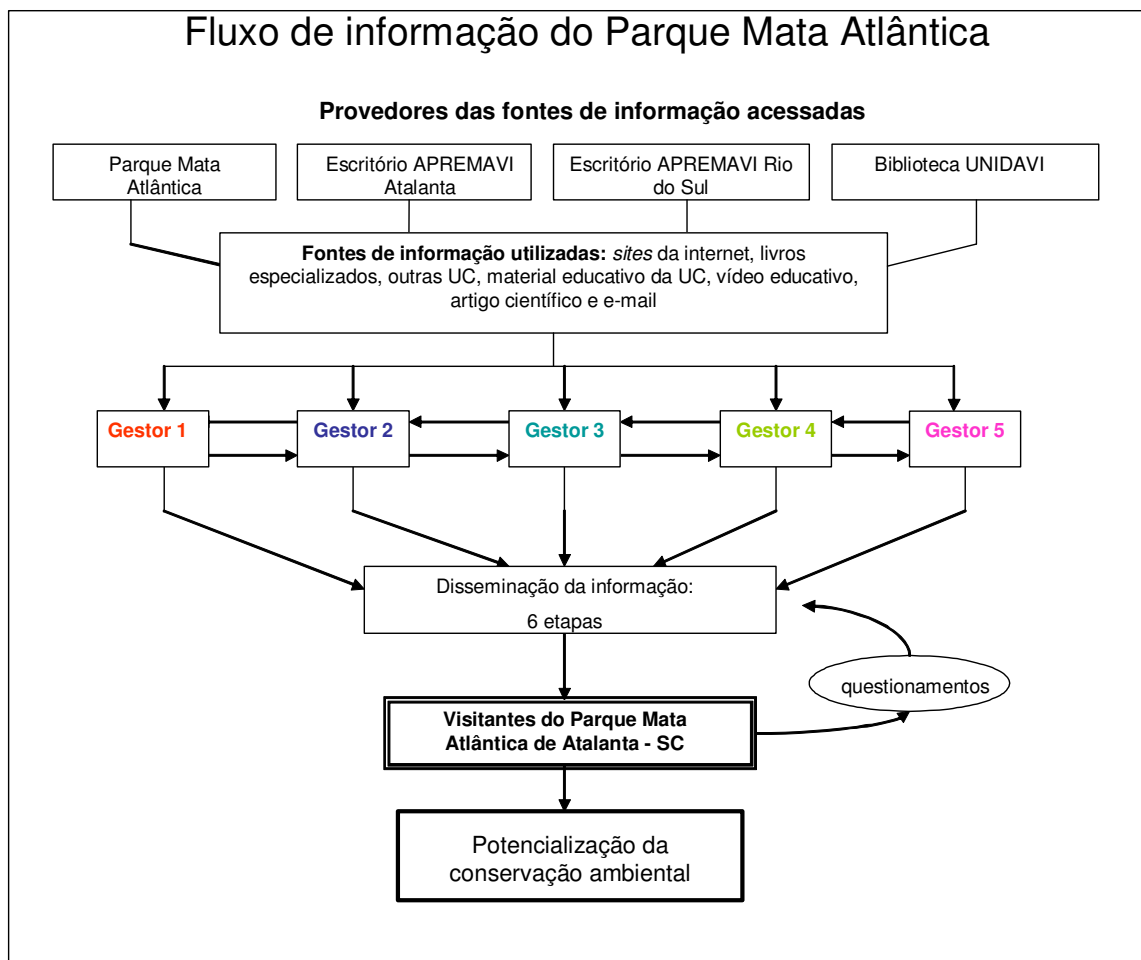 Fluxo de informação do Parque Mata Atlântica
Provedores das fontes de informação acessadas
Parque Mata
Atlântica
Escritório APREMAVI
Atalanta
Escritório APREMAVI Rio
do Sul
Biblioteca UNIDAVI
Fontes de informação utilizadas: sites da internet, livros
especializados, outras UC, material educativo da UC, vídeo educativo,
artigo científico e e-mail
Gestor 1
Gestor 2
Gestor 3
Gestor 4
Gestor 5
Disseminação da informação:
6 etapas
questionamentos
Visitantes do Parque Mata
Atlântica de Atalanta - SC
Potencialização da
conservação ambiental